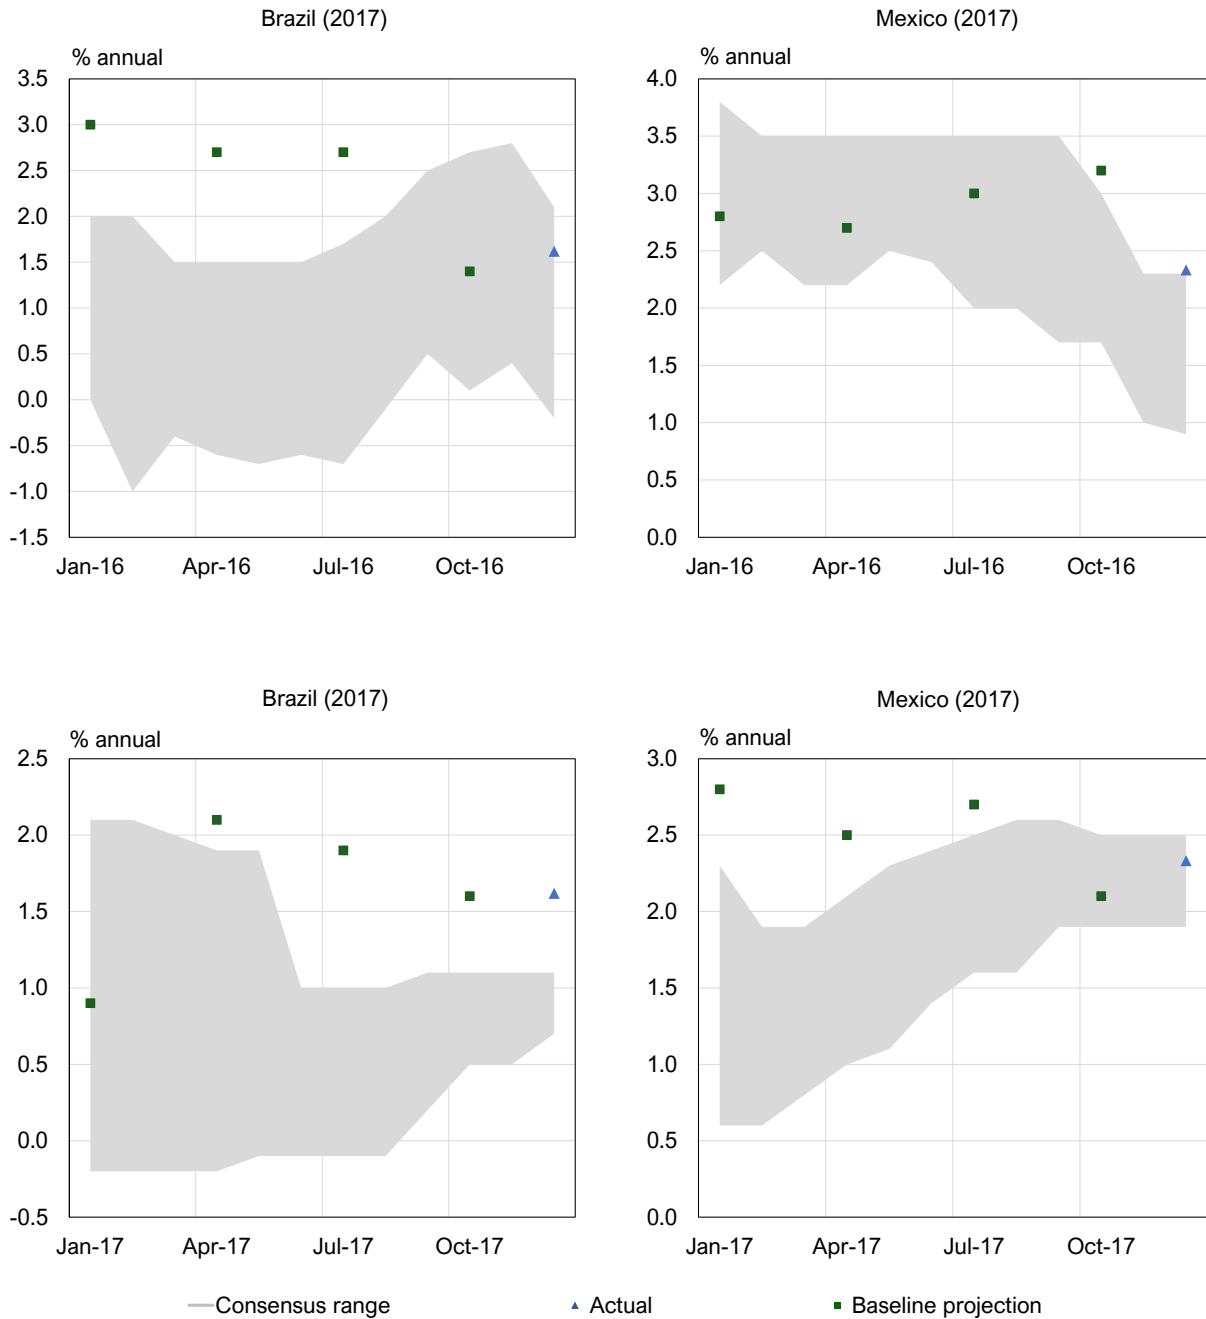 Brazil (2017)
% annual
3.5
3.0
2.5
2.0
1.5
1.0
0.5
0.0
-0.5
-1.0
-1.5
Jan-16 Apr-16 Jul-16 Oct-16
Mexico (2017)
% annual
4.0
3.5
3.0
2.5
2.0
1.5
1.0
0.5
0.0
Jan-16 Apr-16 Jul-16 Oct-16
Brazil (2017)
% annual
2.5
2.0
1.5
1.0
0.5
0.0
-0.5
Jan-17 Apr-17 Jul-17 Oct-17
Mexico (2017)
% annual
3.0
2.5
2.0
1.5
1.0
0.5
0.0
Jan-17 Apr-17 Jul-17 Oct-17
Consensus range Actual Baseline projection